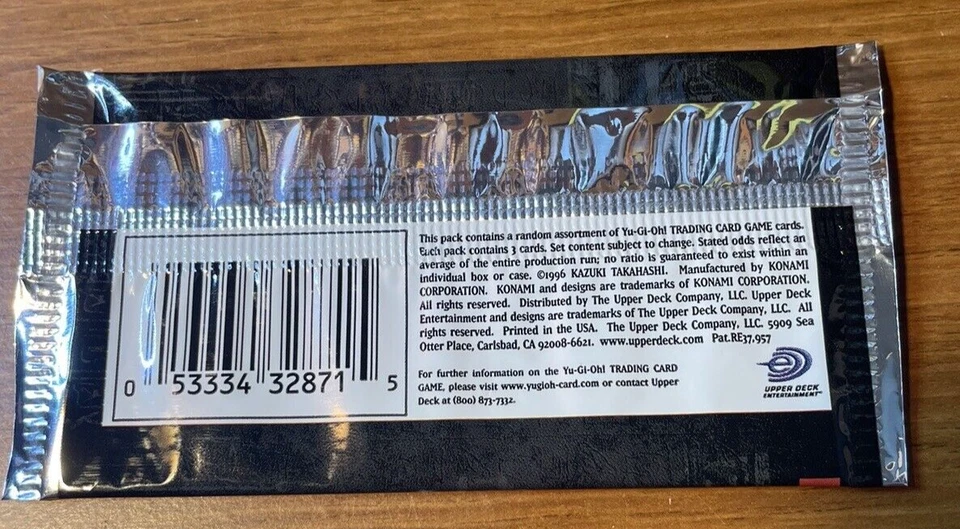 This pack contains a random assortment of Yu-Gi-Oh! TRADING CARD GAME cards.
Each pack contains 3 cards. Set content subject to change. Stated odds reflect an
average of the entire production run; no ratio is guaranteed to exist within an
individual box or case. ©1996 KAZUKI TAKAHASHI. Manufactured by KONAMI
CORPORATION. KONAMI and designs are trademarks of KONAMI CORPORATION.
All rights reserved. Distributed by The Upper Deck Company, LLC. Upper Deck
Entertainment and designs are trademarks of The Upper Deck Company, LLC. All
rights reserved. Printed in the USA. The Upper Deck Company, LLC. 5909 Sea
Otter Place, Carlsbad, CA 92008-6621. www.upperdeck.com Pat.RE37,957
For further information on the Yu-Gi-Oh! TRADING CARD
GAME, please visit www.yugioh-card.com or contact Upper
Deck at (800) 873-7332.
UPPER DECK
ENTERTAINMENT
0 53334 32871 5